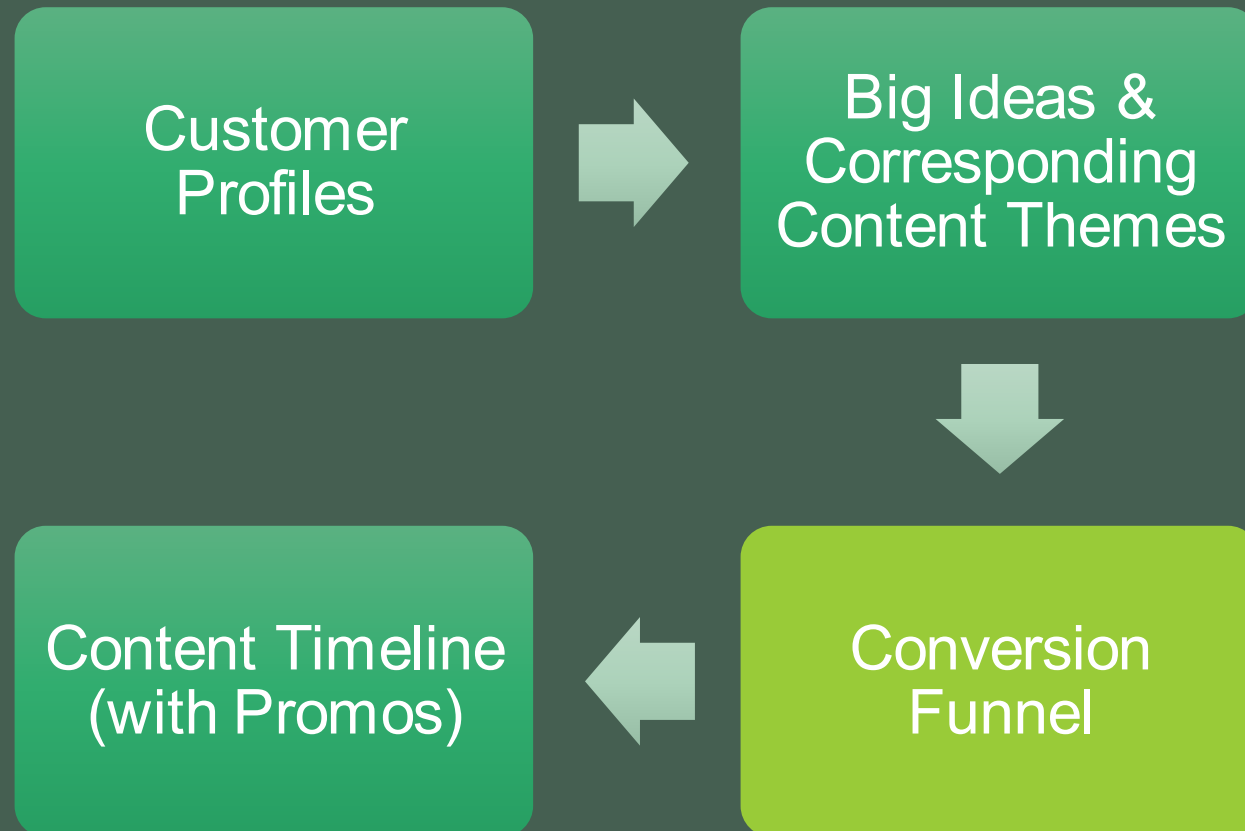 Customer
Profiles
Big Ideas &
Corresponding
Content Themes
Conversion
Funnel
Content Timeline
(with Promos)